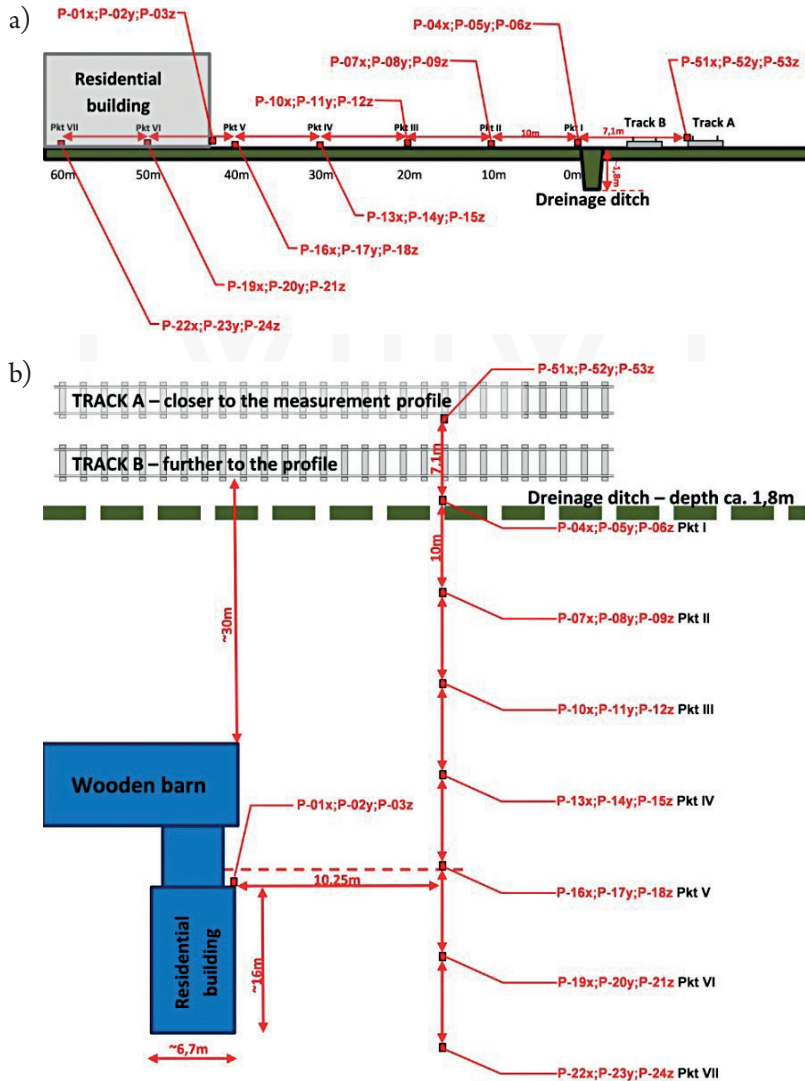 a)
P-01x;P-02y;P-03z
P-04x;P-05y;P-06z
P-07x;P-08y;P-09z
P-51x;P-52y;P-53z
Residential
building
P-10x;P-11y;P-12z
Track B
Track A
Pkt VII
Pkt VI
Pkt V
Pkt IV
Pkt III
Pkt II
10m
Pkt I
7,1m
60m
50m
40m
30m
20m
10m
0m
~1,8m
Dreinage ditch
P-13x;P-14y;P-15z
P-16x;P-17y;P-18z
P-19x;P-20y;P-21z
P-22x;P-23y;P-24z
b)
P-51x;P-52y;P-53z
TRACK A – closer to the measurement profile
7.1m
TRACK B – further to the profile
Dreinage ditch – depth ca. 1,8m
P-04x;P-05y;P-06z Pkt I
10m
~30m
P-07x;P-08y;P-09z Pkt II
P-10x;P-11y;P-12z Pkt III
Wooden barn
P-13x;P-14y;P-15z Pkt IV
P-01x;P-02y;P-03z
10,25m
P-16x;P-17y;P-18z Pkt V
Residential
building
~16m
P-19x;P-20y;P-21z Pkt VI
~6,7m
P-22x;P-23y;P-24z Pkt VII